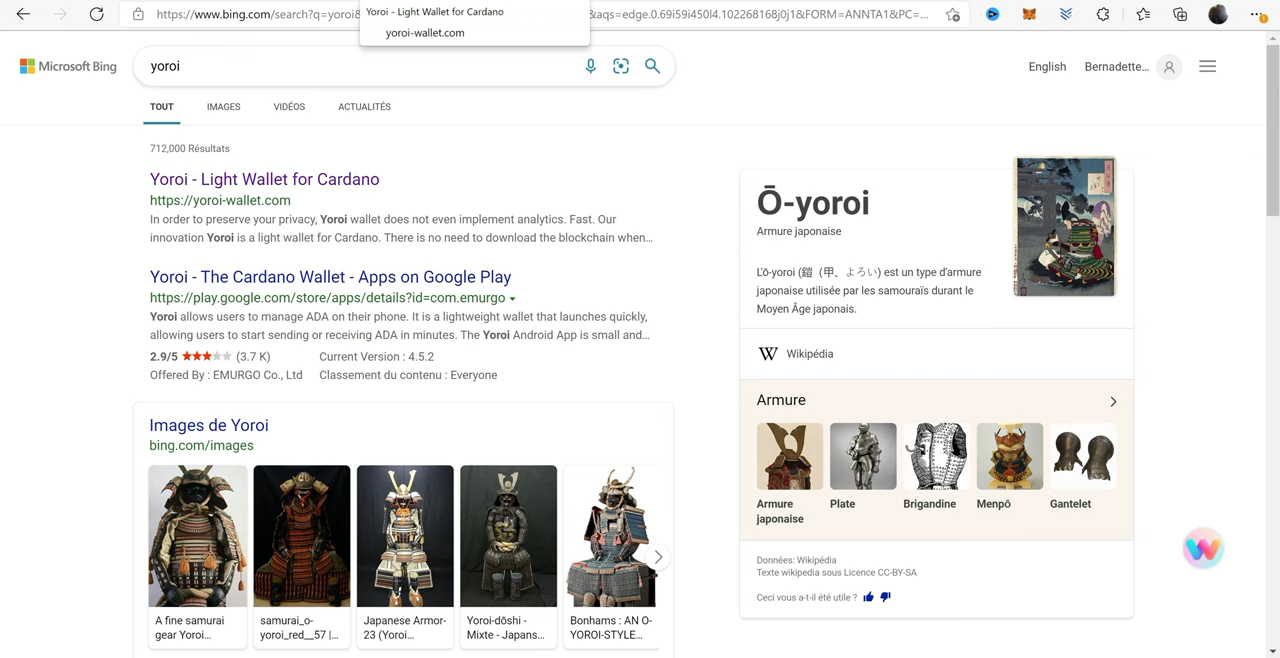 https://www.bing.com/search?q=yoroi&
Yoroi - Light Wallet for Cardano
yoroi-wallet.com
&aqs=edge.0.69i59i450l4.102268168j0j1&FORM=ANNTA1&PC=...
Microsoft Bing
yoroi
English
Bernadette...
TOUT
IMAGES
VIDÉOS
ACTUALITÉS
712,000 Résultats
Yoroi - Light Wallet for Cardano
https://yoroi-wallet.com
In order to preserve your privacy, Yoroi wallet does not even implement analytics. Fast. Our
innovation Yoroi is a light wallet for Cardano. There is no need to download the blockchain when...
Yoroi - The Cardano Wallet - Apps on Google Play
https://play.google.com/store/apps/details?id=com.emurgo
Yoroi allows users to manage ADA on their phone. It is a lightweight wallet that launches quickly,
allowing users to start sending or receiving ADA in minutes. The Yoroi Android App is small and...
2.9/5 (3.7 K) Current Version : 4.5.2
Offered By : EMURGO Co., Ltd Classement du contenu : Everyone
Images de Yoroi
bing.com/images
A fine samurai
gear Yoroi...
samurai_o-
yoroi_red__57 |...
Japanese Armor-
23 (Yoroi...
Yoroi-dōshi -
Mixte - Japans...
Bonhams : AN O-
YOROI-STYLE...
Ō-yoroi
Armure japonaise
L'ō-yoroi (鎧 (甲、よろい) est un type d'armure
japonaise utilisée par les samouraïs durant le
Moyen Âge japonais.
W Wikipédia
Armure
Armure
japonaise
Plate
Brigandine
Menpō
Gantelet
Données: Wikipédia
Texte wikipedia sous Licence CC-BY-SA
Ceci vous a-t-il été utile ?